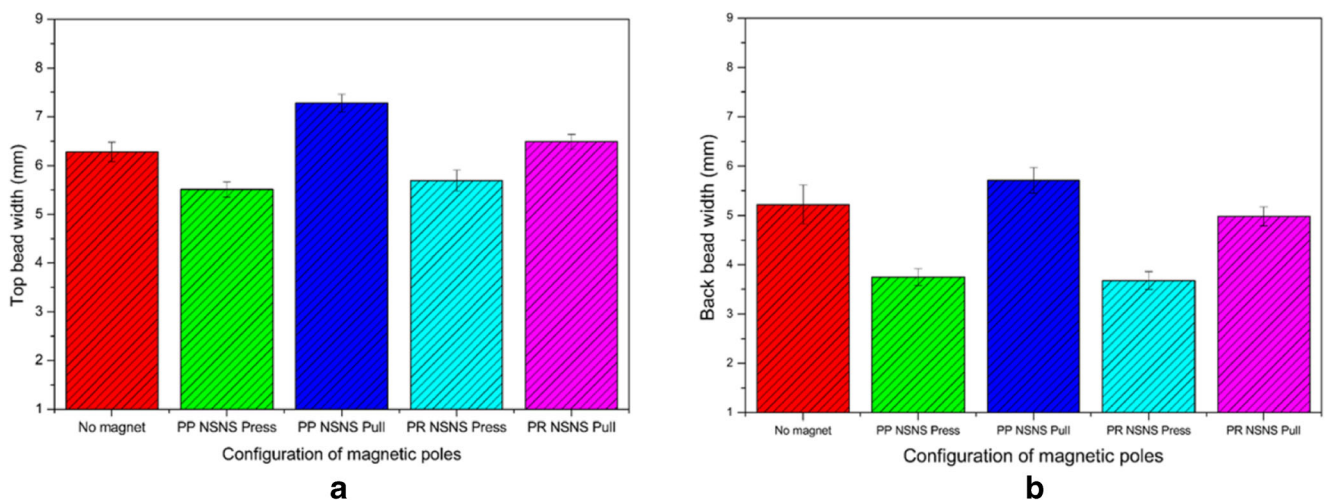 9
8
7
6
5
4
3
2
1
Top bead width (mm)
No magnet PP NSNS Press PP NSNS Pull PR NSNS Press PR NSNS Pull
Configuration of magnetic poles
a
9
8
7
6
5
4
3
2
1
Back bead width (mm)
No magnet PP NSNS Press PP NSNS Pull PR NSNS Press PR NSNS Pull
Configuration of magnetic poles
b